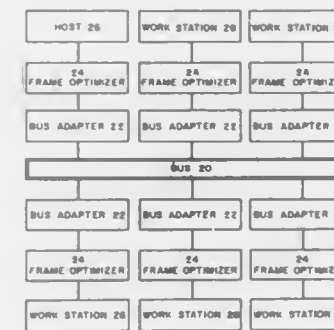 HOST 26 WORK STATION 28 WORK STATION
24 24 24
FRAME OPTIMIZER FRAME OPTIMIZER FRAME OPTIMIZ
BUS ADAPTER 22 BUS ADAPTER 22 BUS ADAPTER
BUS 20
BUS ADAPTER 22 BUS ADAPTER 22 BUS ADAPTER
24 24 24
FRAME OPTIMIZER FRAME OPTIMIZER FRAME OPTIMIZ
WORK STATION 28 WORK STATION 28 WORK STATION